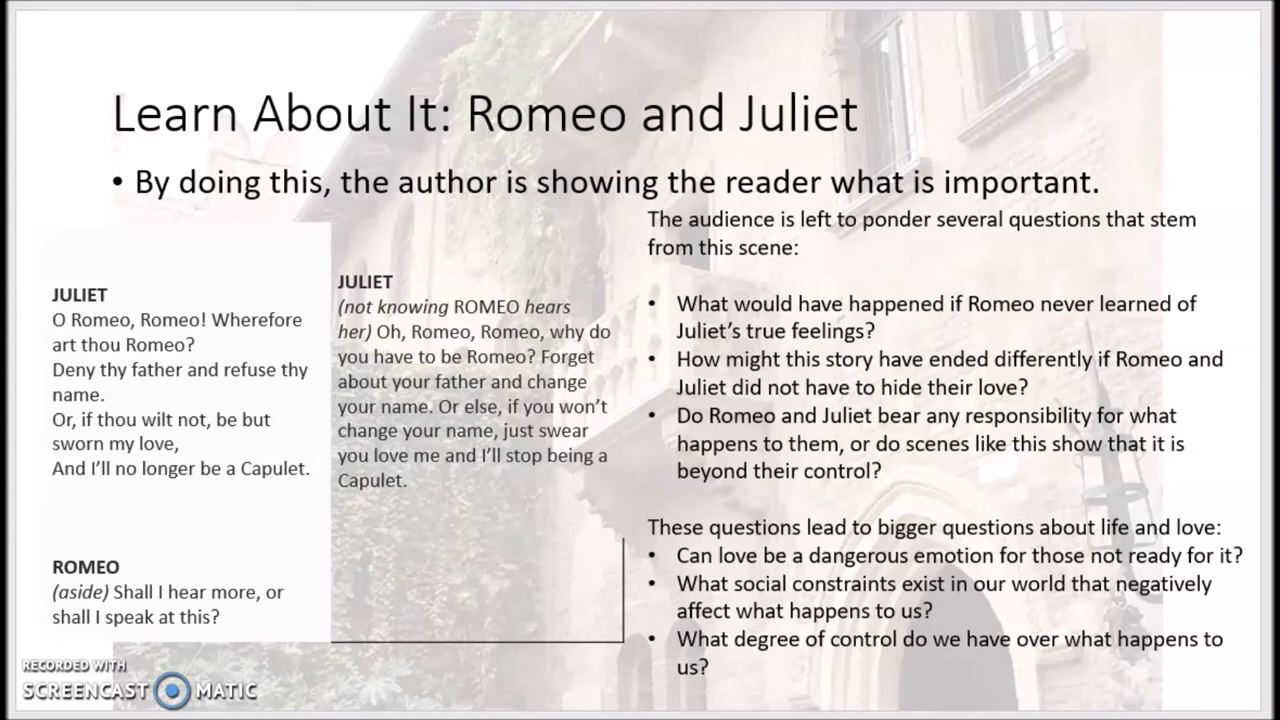 Learn About It: Romeo and Juliet
• By doing this, the author is showing the reader what is important.
JULIET
O Romeo, Romeo! Wherefore
art thou Romeo?
Deny thy father and refuse thy
name.
Or, if thou wilt not, be but
sworn my love,
And I’ll no longer be a Capulet.
ROMEO
(aside) Shall I hear more, or
shall I speak at this?
JULIET
(not knowing ROMEO hears
her) Oh, Romeo, Romeo, why do
you have to be Romeo? Forget
about your father and change
your name. Or else, if you won’t
change your name, just swear
you love me and I’ll stop being a
Capulet.
The audience is left to ponder several questions that stem
from this scene:
• What would have happened if Romeo never learned of
Juliet’s true feelings?
• How might this story have ended differently if Romeo and
Juliet did not have to hide their love?
• Do Romeo and Juliet bear any responsibility for what
happens to them, or do scenes like this show that it is
beyond their control?
These questions lead to bigger questions about life and love:
• Can love be a dangerous emotion for those not ready for it?
• What social constraints exist in our world that negatively
affect what happens to us?
• What degree of control do we have over what happens to
us?
RECORDED WITH
SCREENCAST MATIC